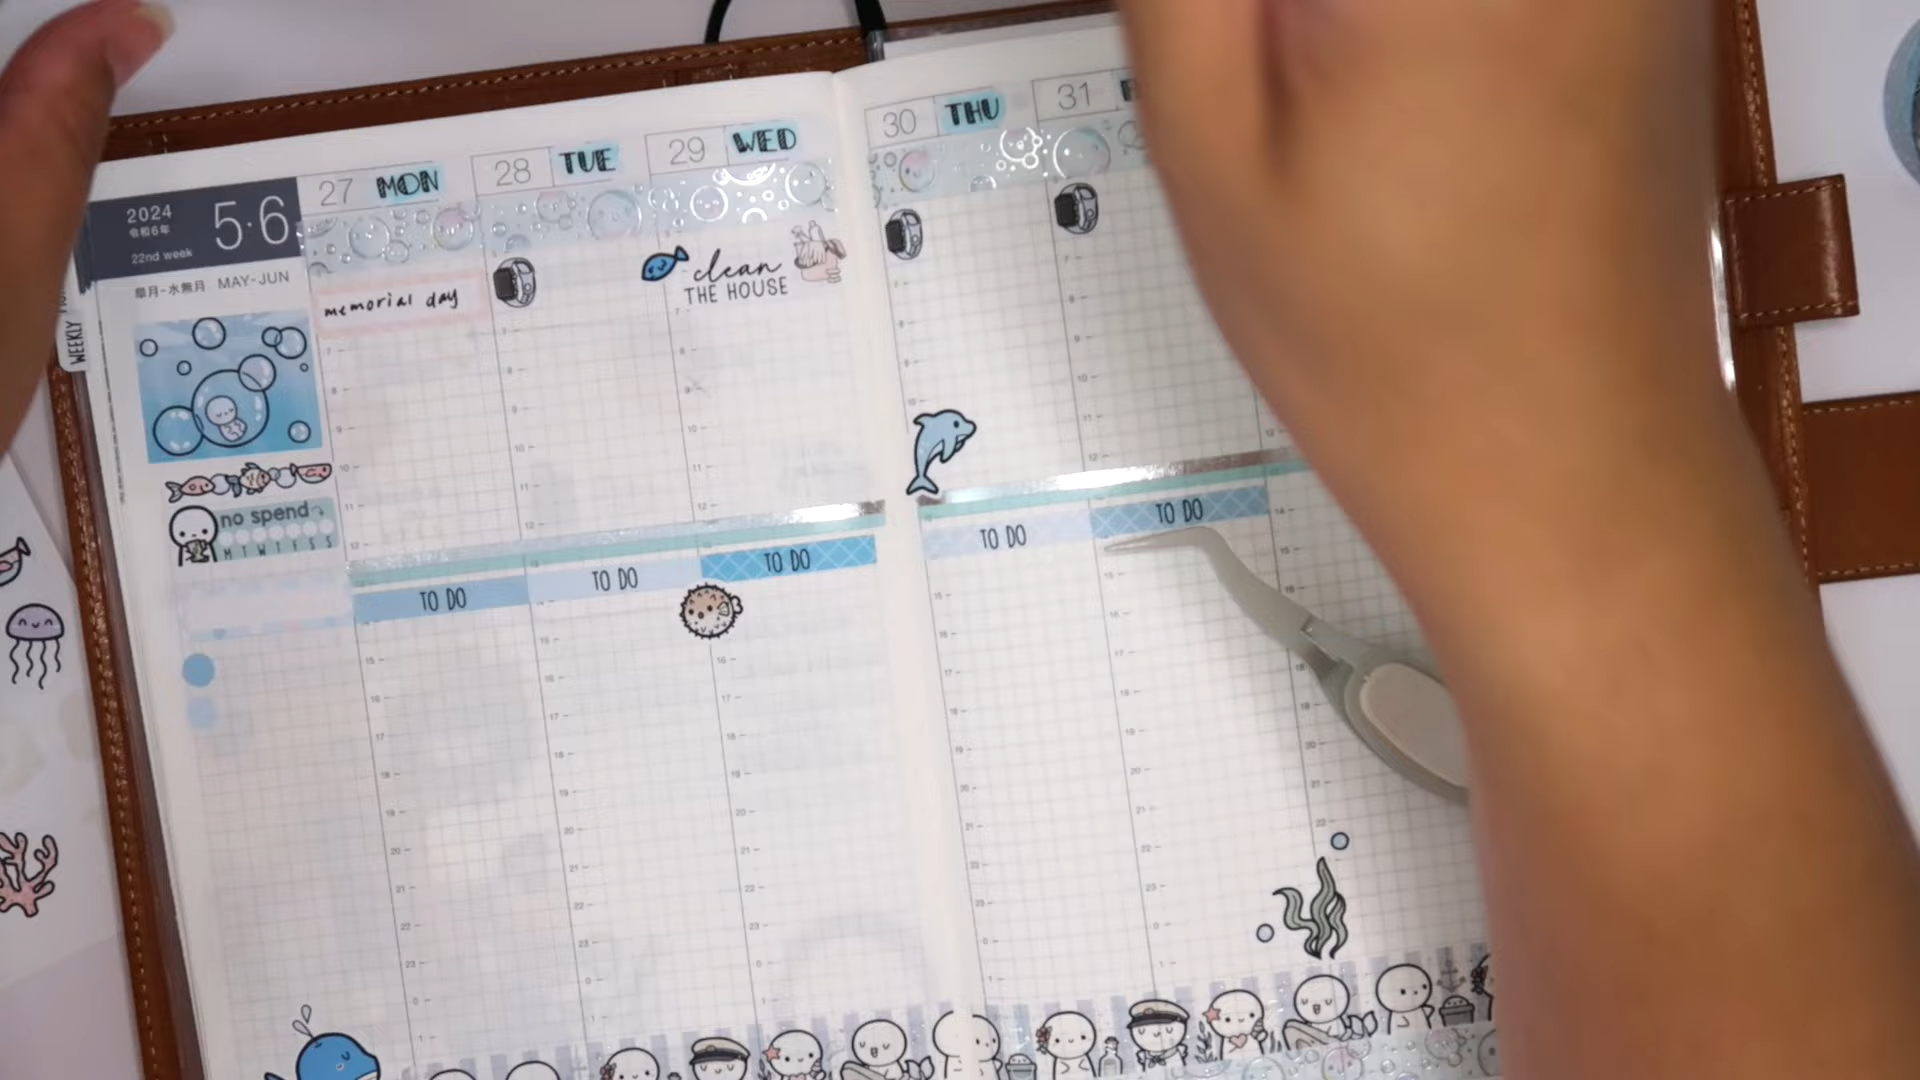 27 MON
28 TUE
29 WED
30 THU
31
2024
令和6年
5·6
22nd week
皐月-水無月 MAY-JUN
WEEKLY
memorial day
clean
THE HOUSE
no spend
M T W T F S S
TO DO
TO DO
TO DO
TO DO
TO DO